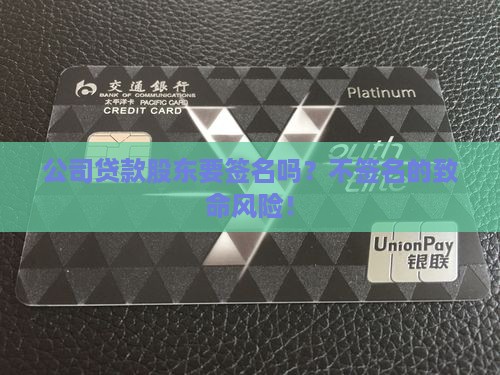 交通銀行
BANK OF COMMUNICATIONS
太平洋卡 PACIFIC CARD
CREDIT CARD
Platinum
公司贷款股东要签名吗？不签名的致
命风险！
UnionPay
银联